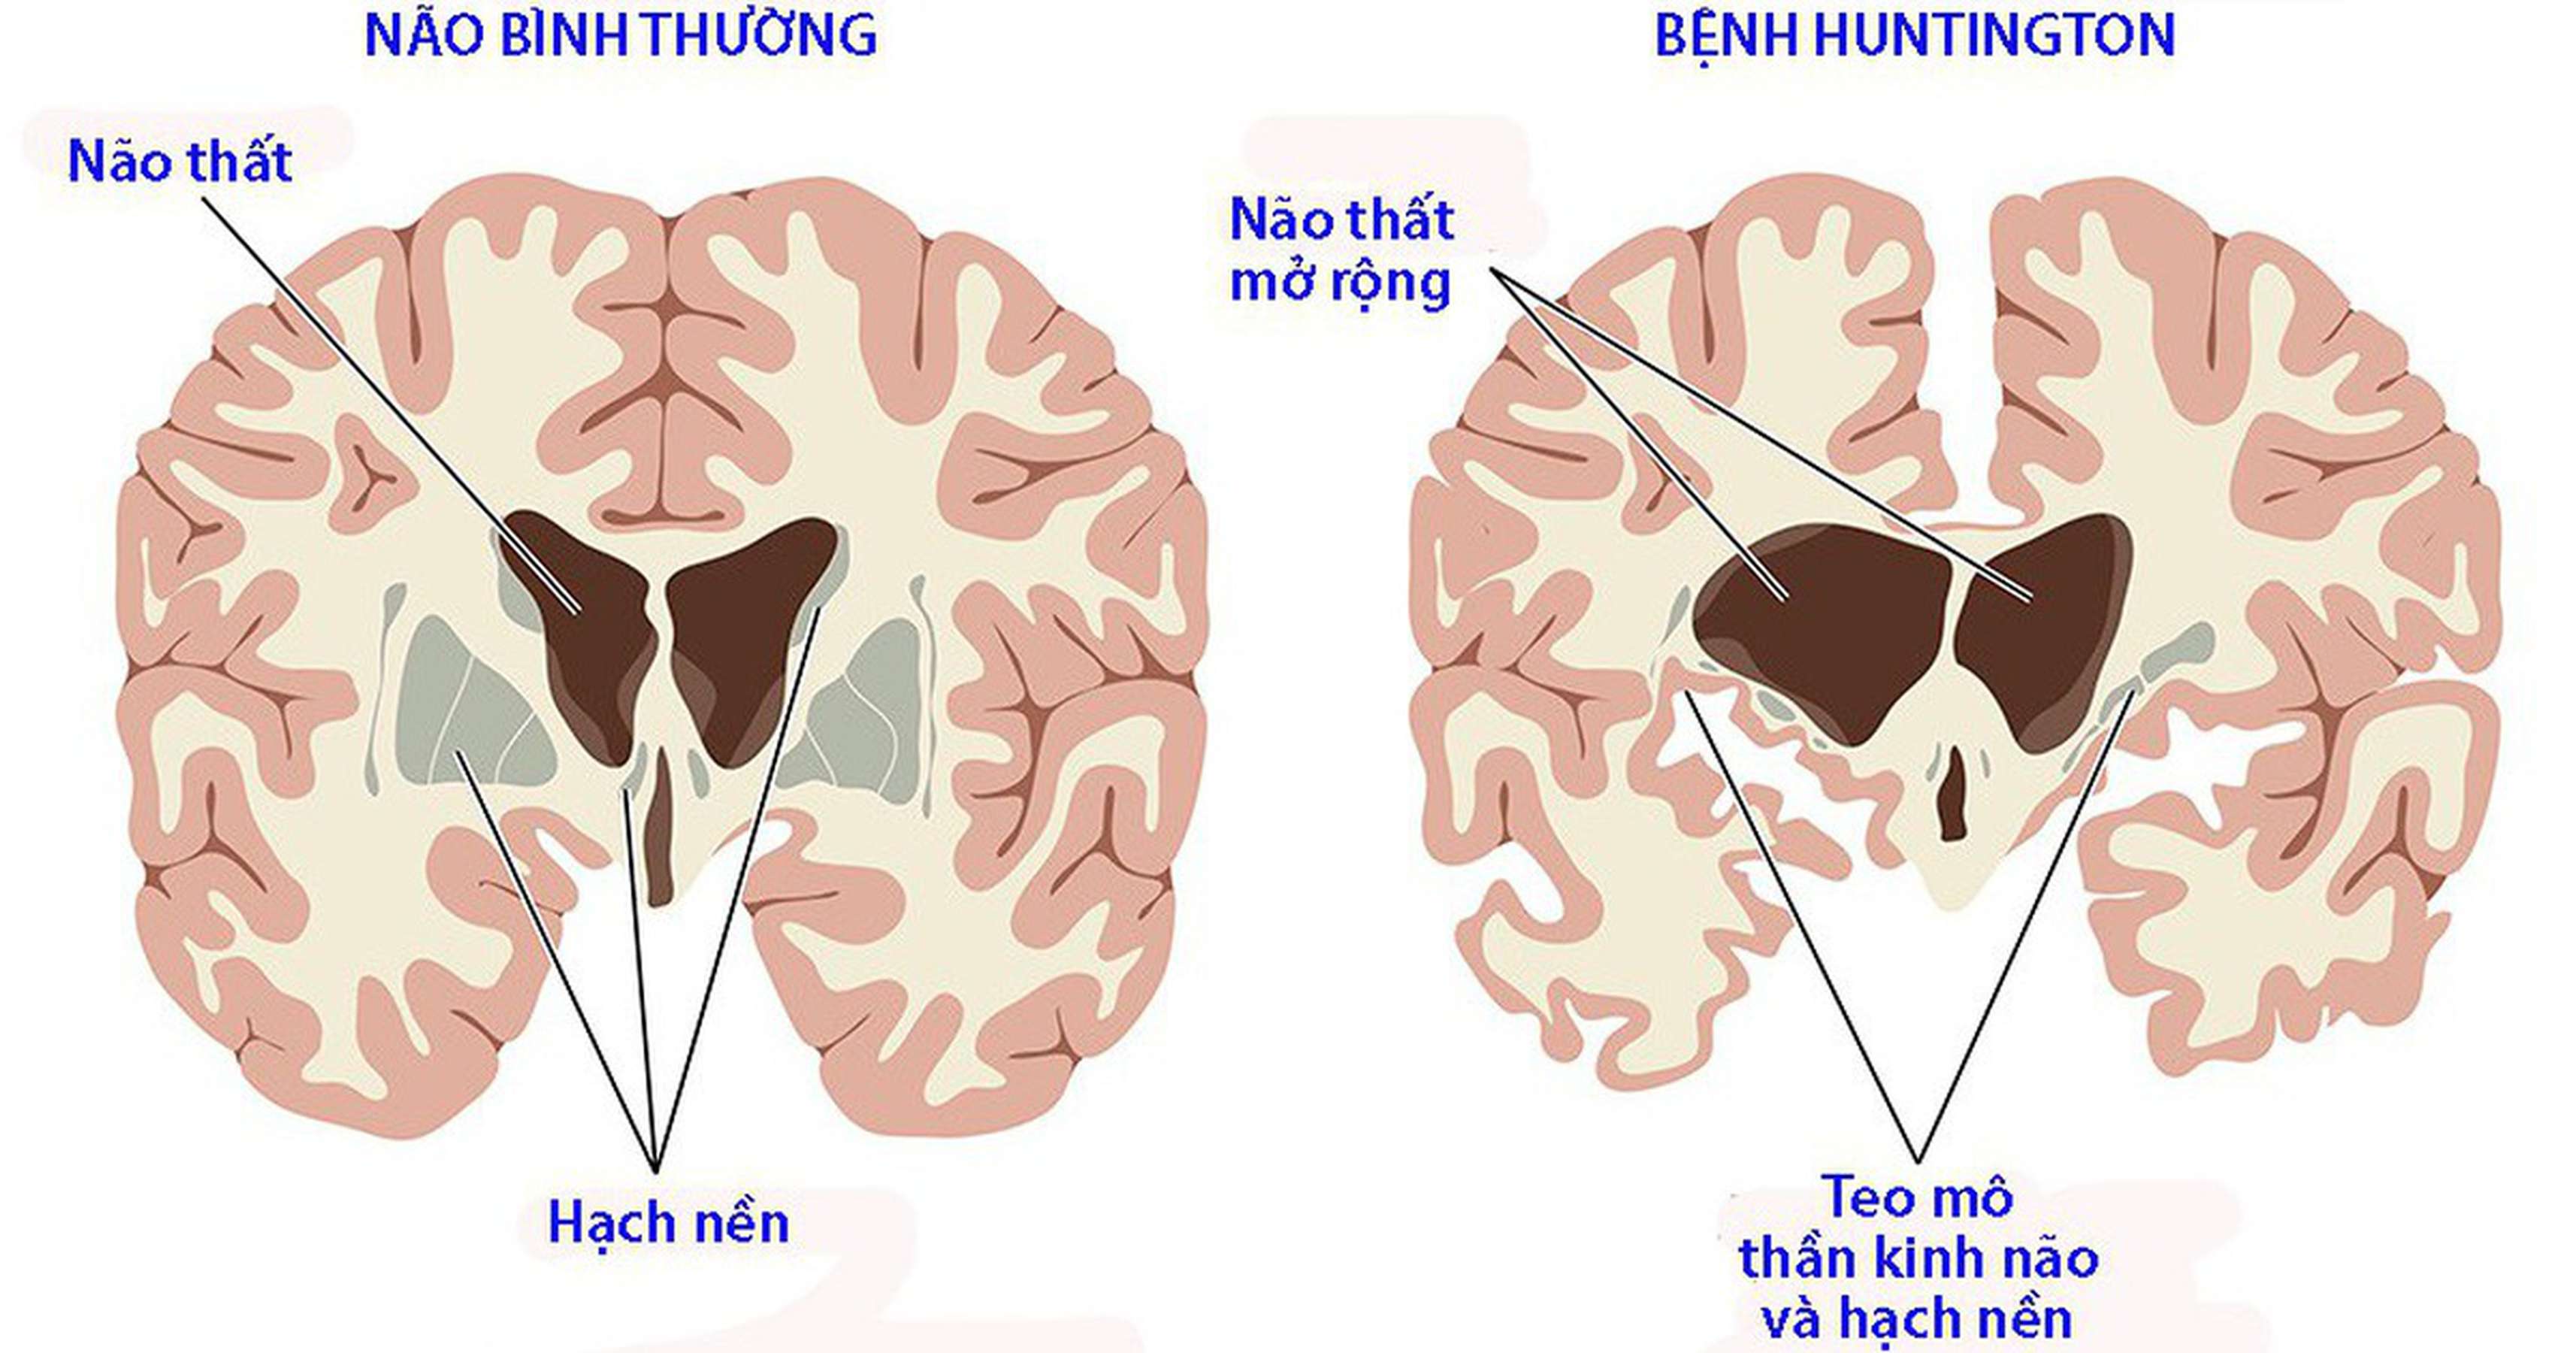 NÃO BÌNH THƯỜNG
BỆNH HUNTINGTON
Não thất
Não thất
mở rộng
Hạch nền
Teo mô
thần kinh não
và hạch nền